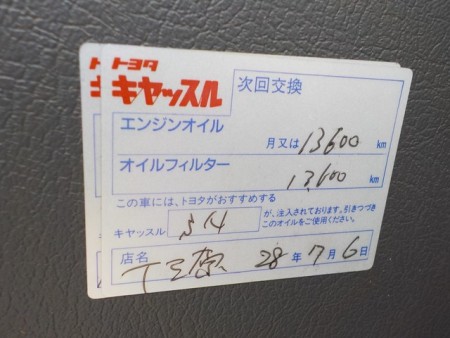 トヨタ
キャッスル
次回交換
エンジンオイル 月又は 13600 km
オイルフィルター 13600 km
この車には、トヨタがおすすめする
キャッスル SN が、注入されております。引きつづき
このオイルをご使用ください。
店名 28年 7月 6日